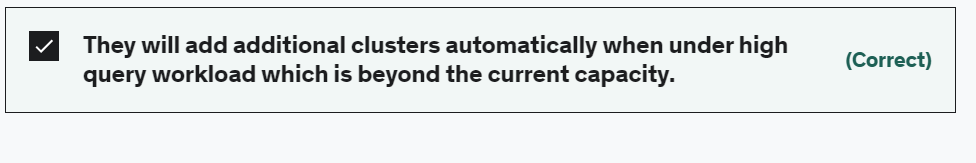 They will add additional clusters automatically when under high
query workload which is beyond the current capacity.
(Correct)